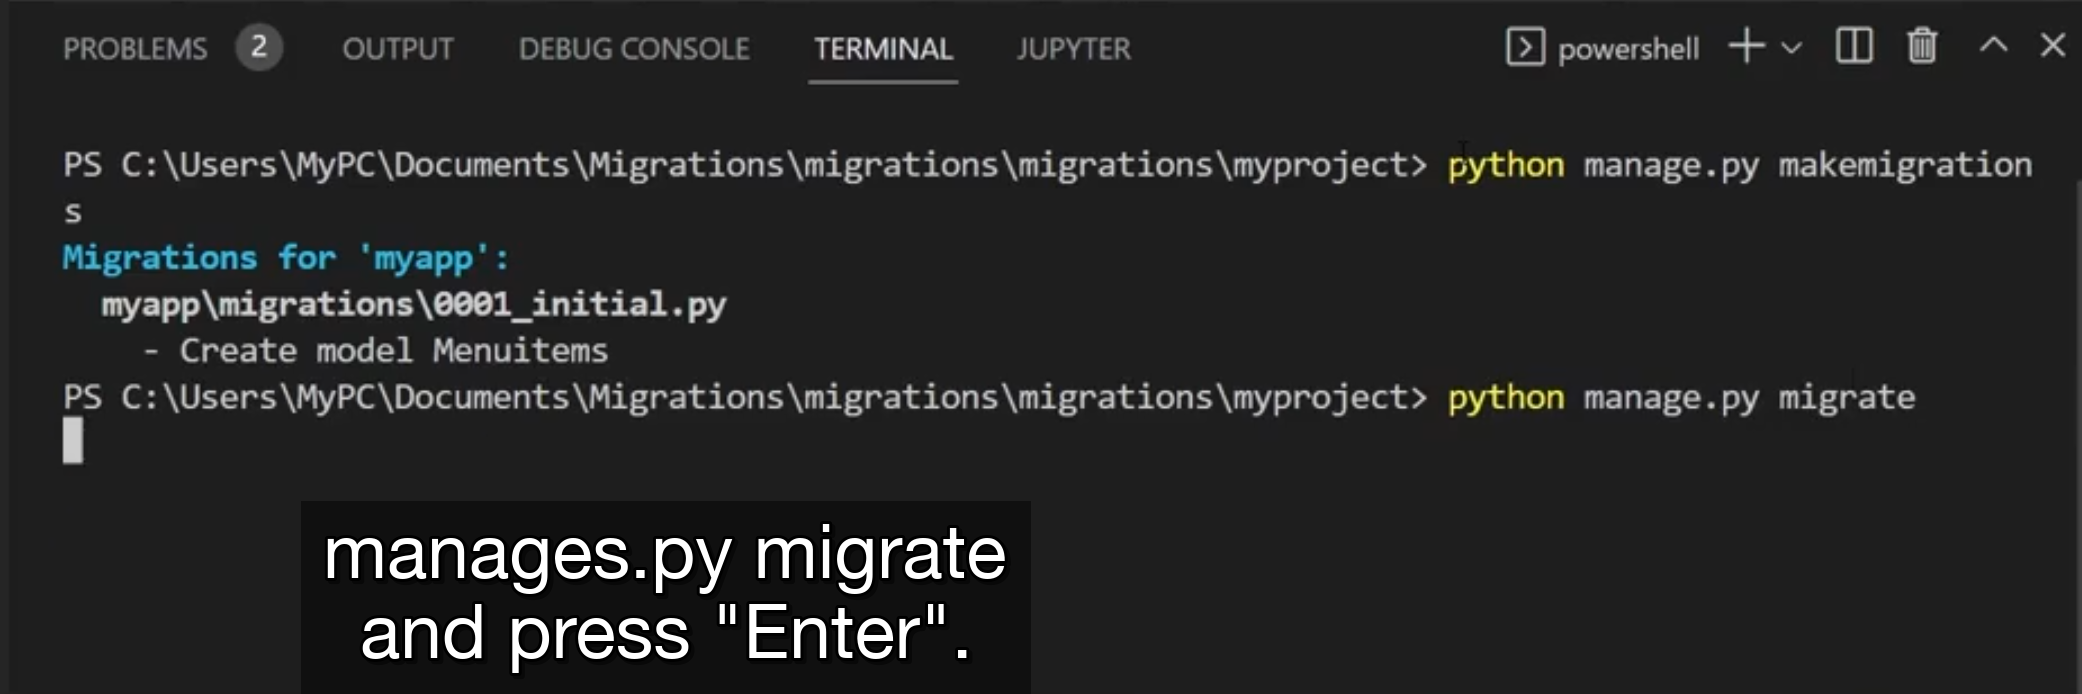 PROBLEMS 2 OUTPUT DEBUG CONSOLE TERMINAL JUPYTER powershell
PS C:\Users\MyPC\Documents\Migrations\migrations\migrations\myproject> python manage.py makemigration
s
Migrations for 'myapp':
myapp\migrations\0001_initial.py
- Create model Menuitems
PS C:\Users\MyPC\Documents\Migrations\migrations\migrations\myproject> python manage.py migrate
manages.py migrate
and press "Enter".